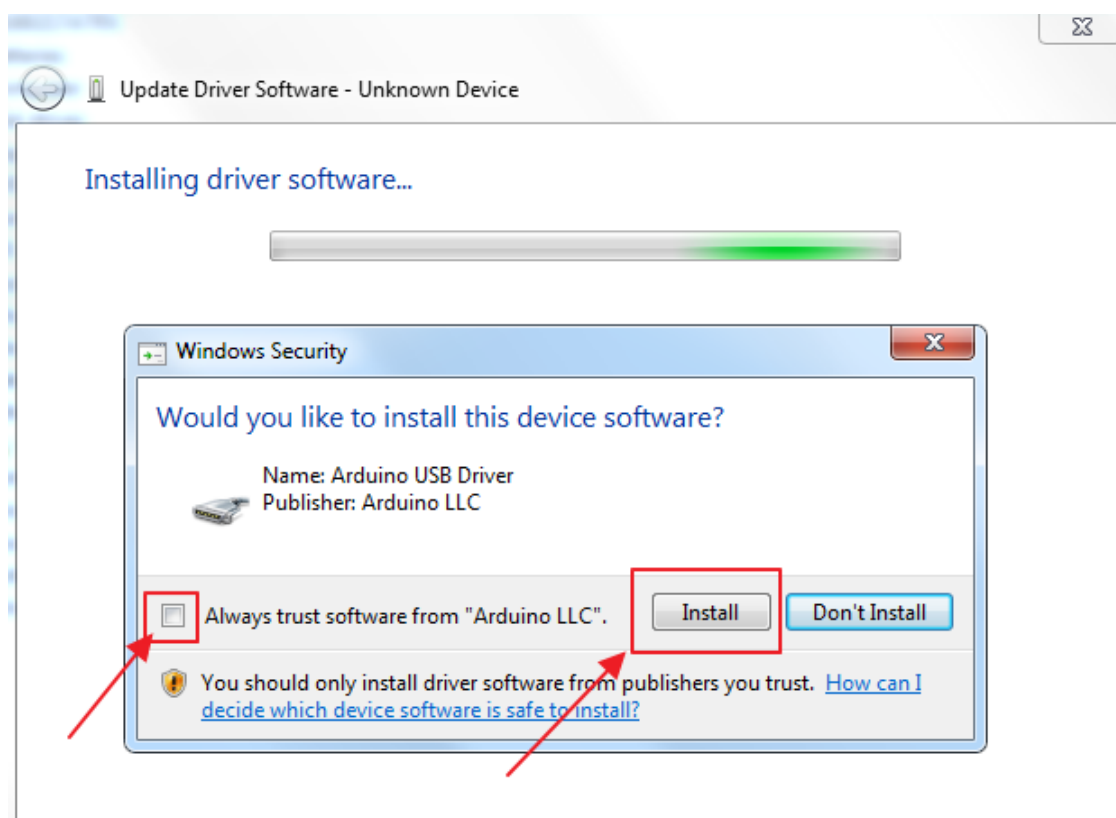 Update Driver Software - Unknown Device
Installing driver software...
Windows Security
Would you like to install this device software?
Name: Arduino USB Driver
Publisher: Arduino LLC
Always trust software from "Arduino LLC".
Install
Don't Install
You should only install driver software from publishers you trust. How can I
decide which device software is safe to install?